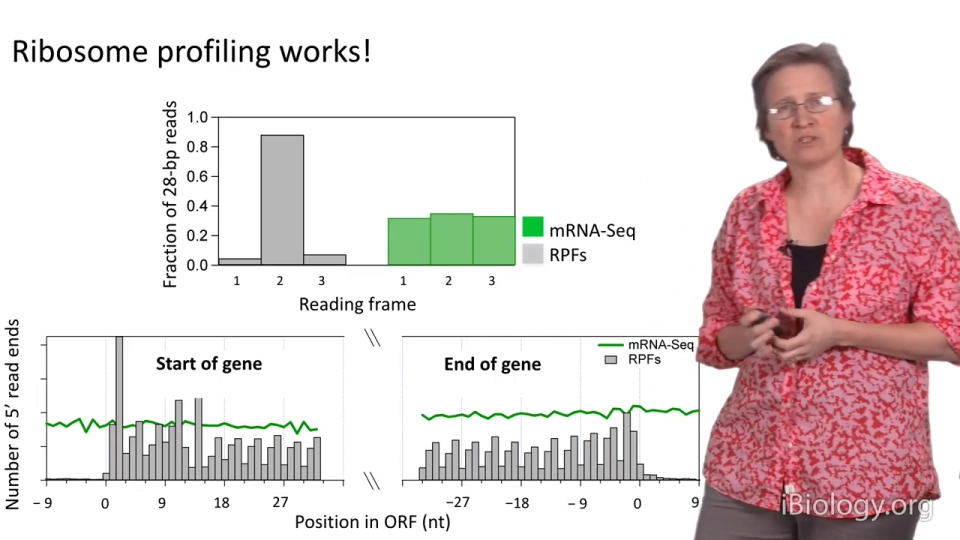 Ribosome profiling works!
Fraction of 28-bp reads
1.0
0.8
0.6
0.4
0.2
0.0
1 2 3 1 2 3
Reading frame
mRNA-Seq
RPFs
Number of 5’ read ends
Start of gene
End of gene
mRNA-Seq
RPFs
−9 0 9 18 27 −27 −18 −9 0 9
Position in ORF (nt)
iBiology.org